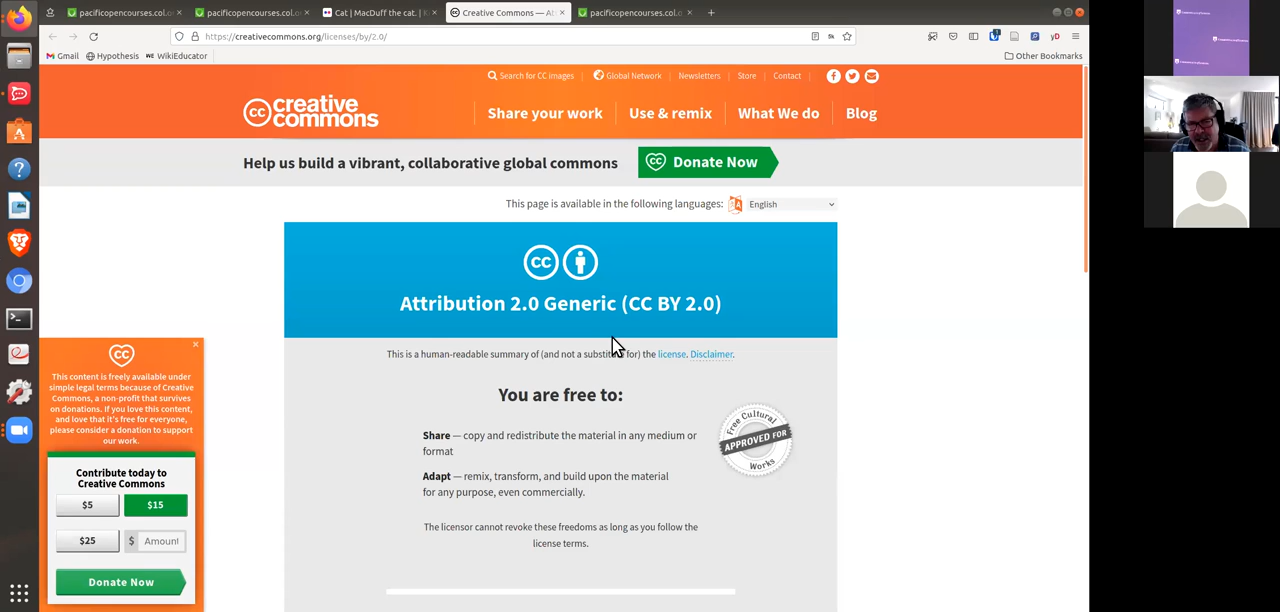 pacificopencourses.col.o
pacificopencourses.col.o
Cat | MacDuff the cat. |
Creative Commons — At
pacificopencourses.col.o
https://creativecommons.org/licenses/by/2.0/
Gmail
Hypothesis
WE WikiEducator
Other Bookmarks
Search for CC images
Global Network
Newsletters
Store
Contact
cc creative commons
Share your work
Use & remix
What We do
Blog
Help us build a vibrant, collaborative global commons
Donate Now
This page is available in the following languages:
English
cc
Attribution 2.0 Generic (CC BY 2.0)
This is a human-readable summary of (and not a substitute for) the license. Disclaimer.
You are free to:
Share — copy and redistribute the material in any medium or
format
Adapt — remix, transform, and build upon the material
for any purpose, even commercially.
Free Cultural
APPROVED FOR
Works
The licensor cannot revoke these freedoms as long as you follow the
license terms.
cc
This content is freely available under
simple legal terms because of Creative
Commons, a non-profit that survives
on donations. If you love this content,
and love that it's free for everyone,
please consider a donation to support
our work.
Contribute today to
Creative Commons
$5
$15
$25
$ Amount
Donate Now